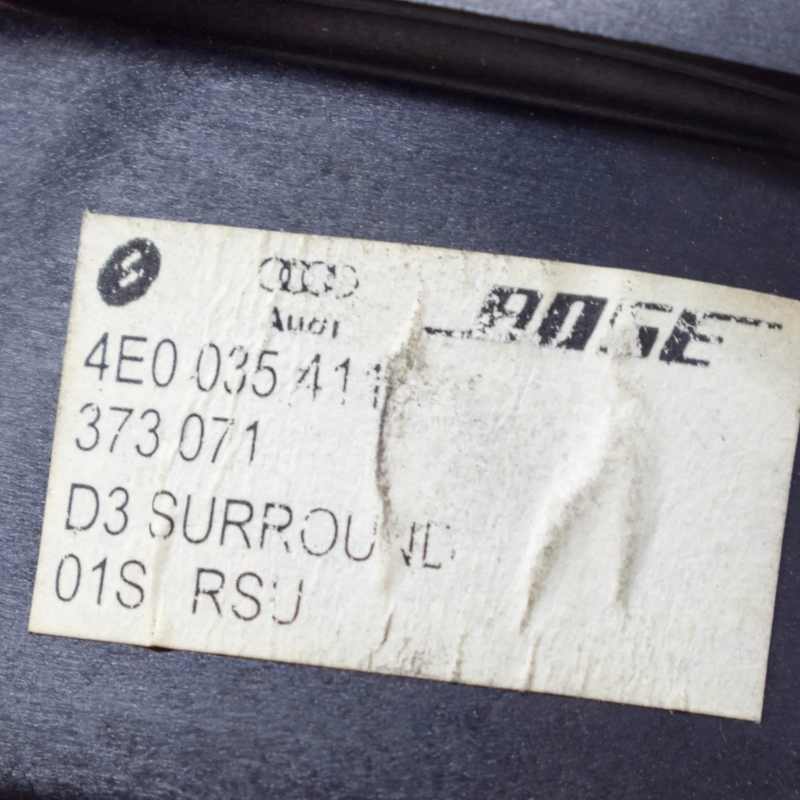 Audi
BOSE
4E0 035 411
373 071
D3 SURROUND
01S RSU